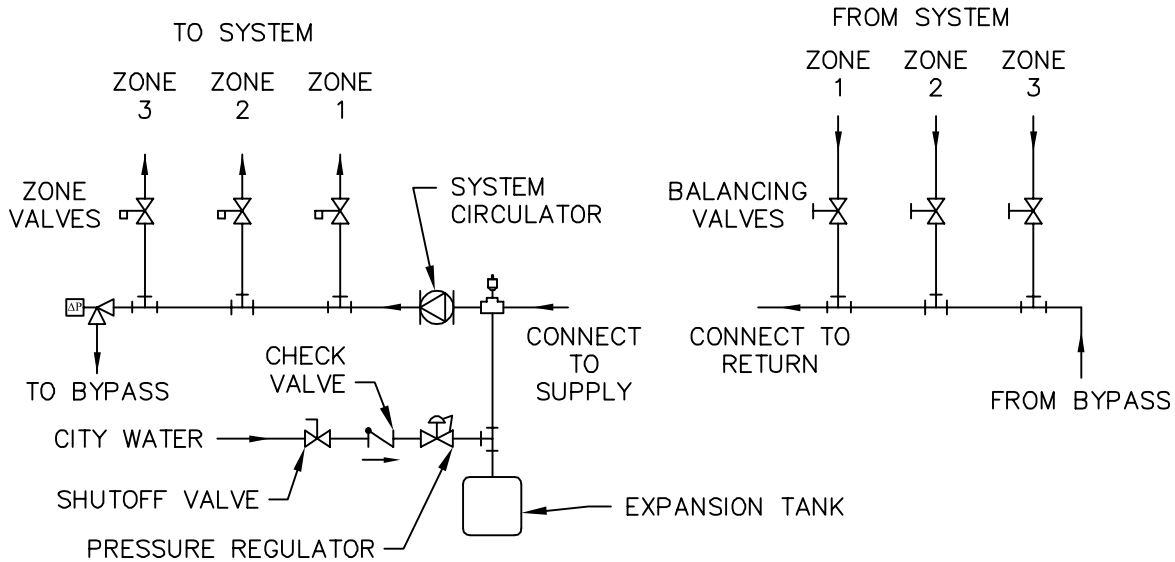 TO SYSTEM
ZONE
3
ZONE
2
ZONE
1
ZONE
VALVES
SYSTEM
CIRCULATOR
ΔP
TO BYPASS
CONNECT
TO
SUPPLY
CHECK
VALVE
CITY WATER
SHUTOFF VALVE
PRESSURE REGULATOR
EXPANSION TANK
FROM SYSTEM
ZONE
1
ZONE
2
ZONE
3
BALANCING
VALVES
CONNECT TO
RETURN
FROM BYPASS